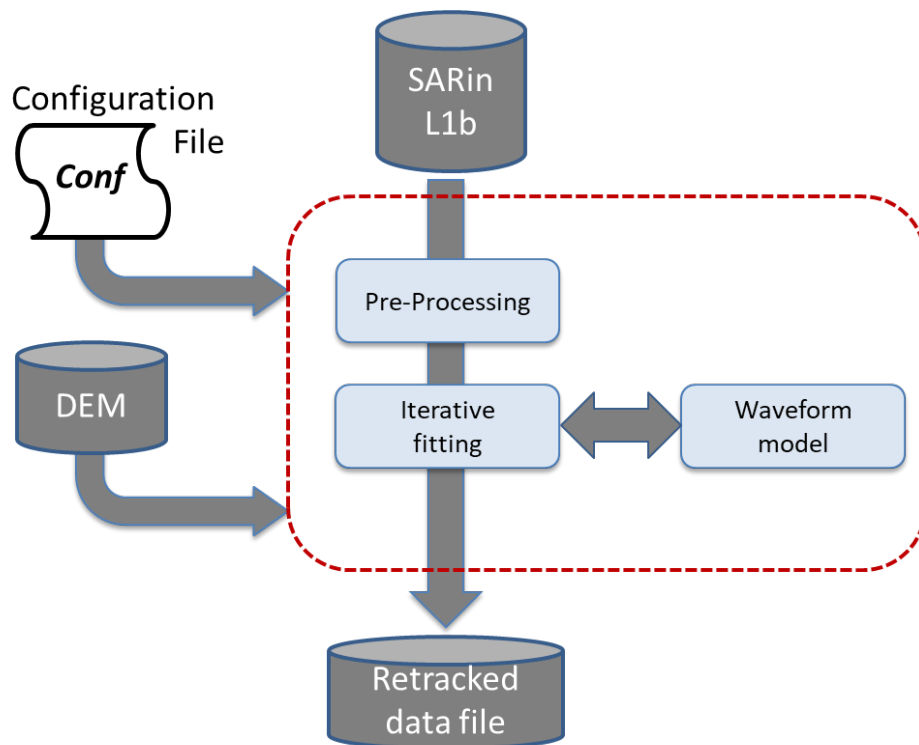 SARin
L1b
Configuration
File
Conf
Pre-Processing
DEM
Iterative
fitting
Waveform
model
Retracked
data file